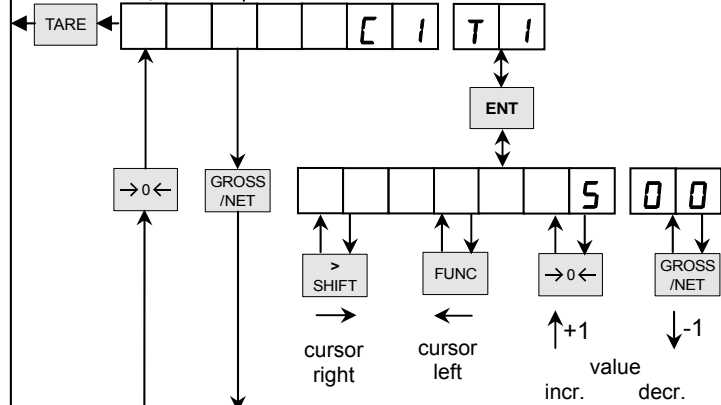 TARE C 1 T 1
ENT
→0← GROSS
/NET
5 0 0
>
SHIFT FUNC →0← GROSS
/NET
+1 -1
cursor
right
cursor
left
value
incr. decr.